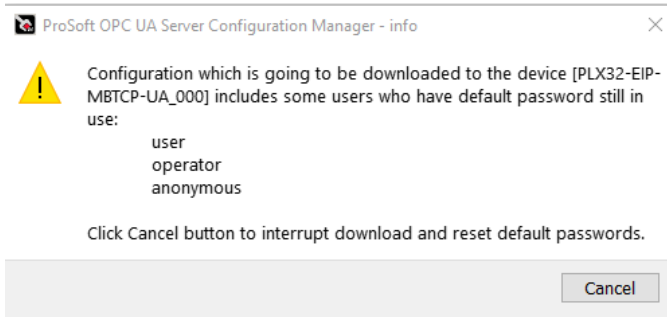 ProSoft OPC UA Server Configuration Manager - info
Configuration which is going to be downloaded to the device [PLX32-EIP-
MBTCP-UA_000] includes some users who have default password still in
use:
user
operator
anonymous
Click Cancel button to interrupt download and reset default passwords.
Cancel